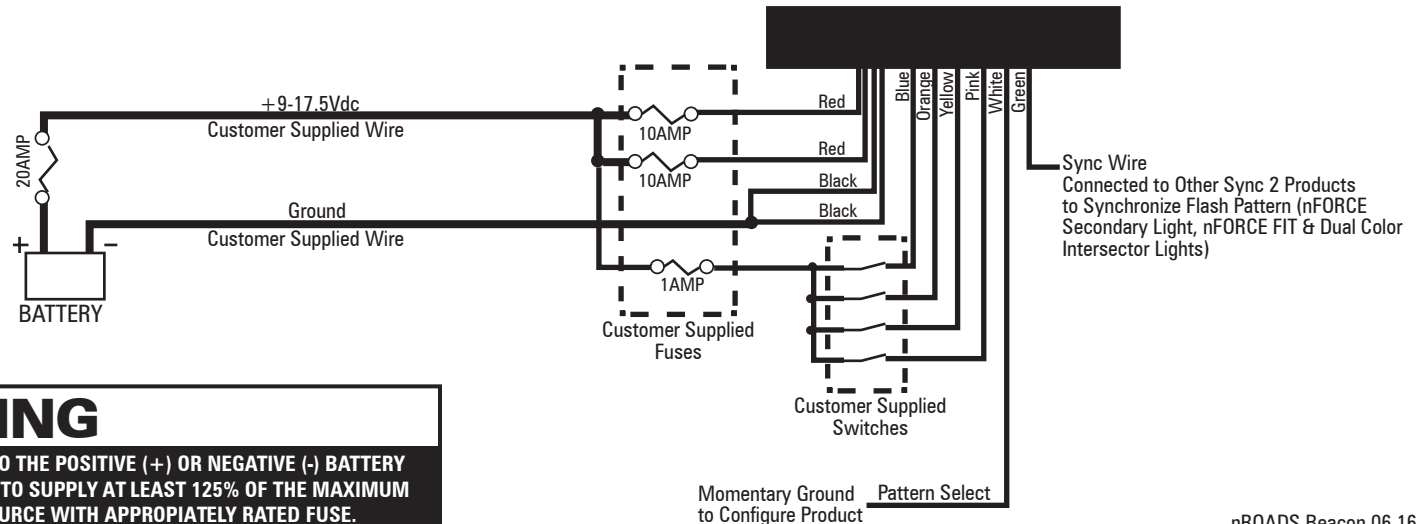 +9-17.5Vdc
Customer Supplied Wire
20AMP
Ground
Customer Supplied Wire
+
-
BATTERY
10AMP
10AMP
1AMP
Customer Supplied
Fuses
Red
Red
Black
Black
Blue
Orange
Yellow
Pink
White
Green
Sync Wire
Connected to Other Sync 2 Products
to Synchronize Flash Pattern (nFORCE
Secondary Light, nFORCE FIT & Dual Color
Intersector Lights)
Customer Supplied
Switches
Momentary Ground
to Configure Product
Pattern Select
ING
O THE POSITIVE (+) OR NEGATIVE (-) BATTERY
TO SUPPLY AT LEAST 125% OF THE MAXIMUM
URCE WITH APPROPIATELY RATED FUSE.
nROADS Beacon 06.16